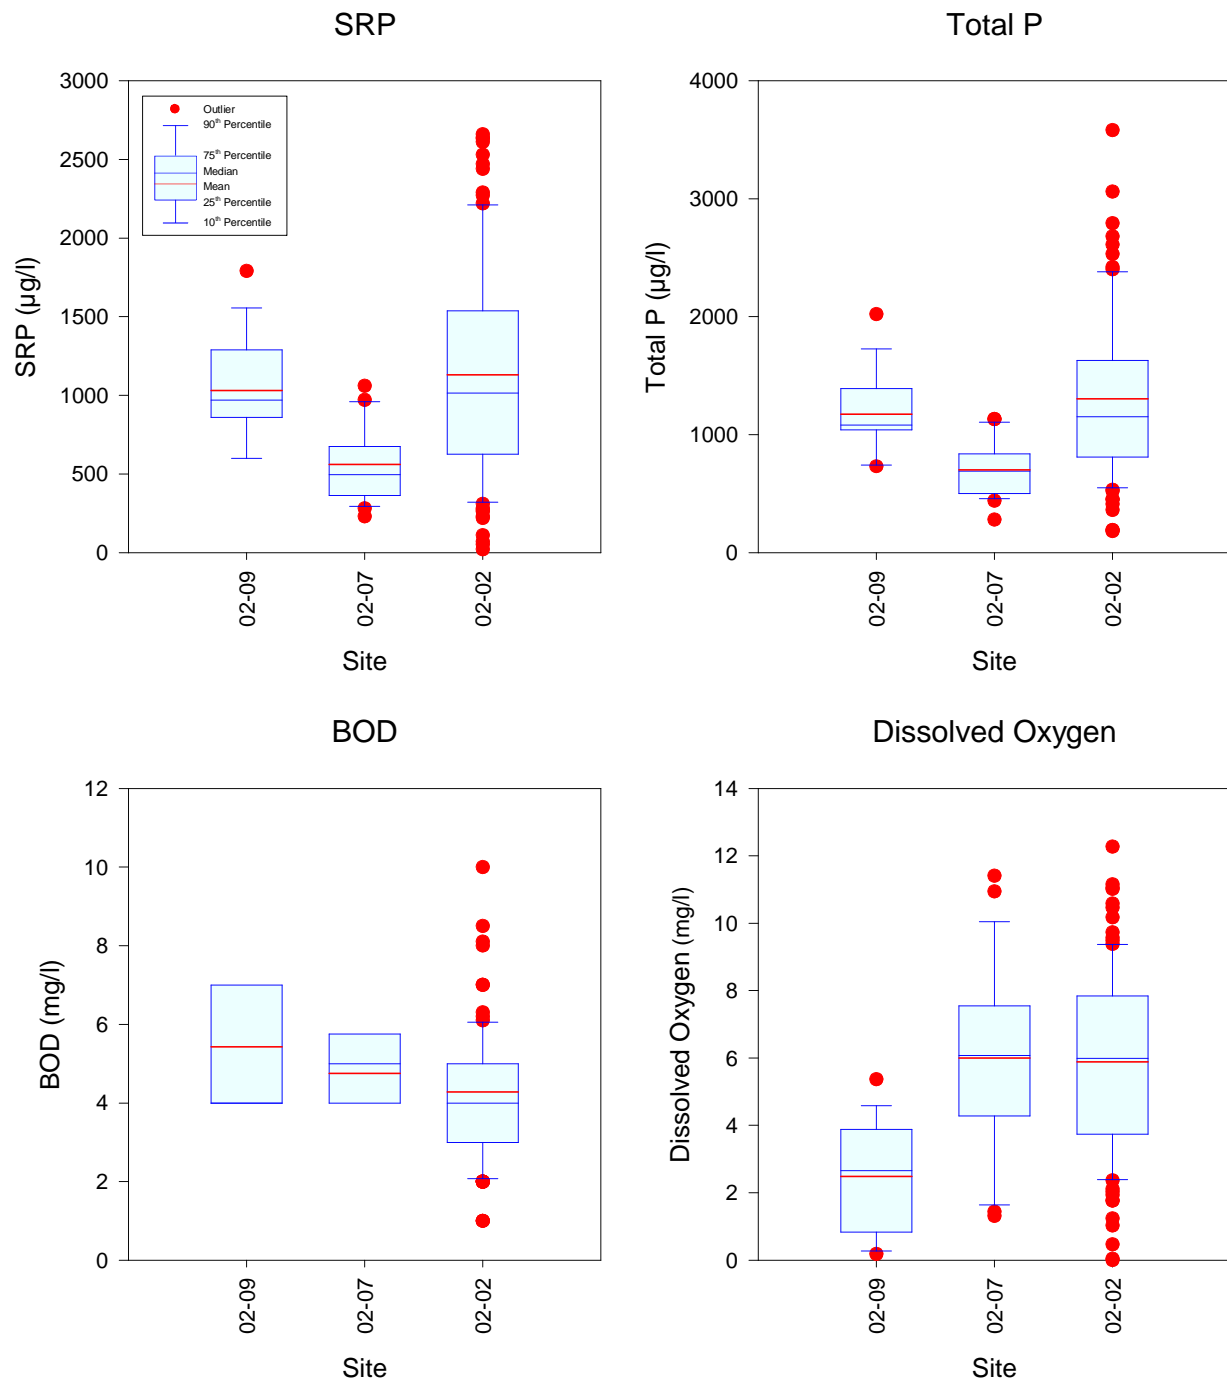 SRP
3000
2500
2000
1500
1000
500
0
SRP (µg/l)
Outlier
90th Percentile
75th Percentile
Median
Mean
25th Percentile
10th Percentile
02-09
02-07
02-02
Site
Total P
4000
3000
2000
1000
0
Total P (µg/l)
02-09
02-07
02-02
Site
BOD
12
10
8
6
4
2
0
BOD (mg/l)
02-09
02-07
02-02
Site
Dissolved Oxygen
14
12
10
8
6
4
2
0
Dissolved Oxygen (mg/l)
02-09
02-07
02-02
Site